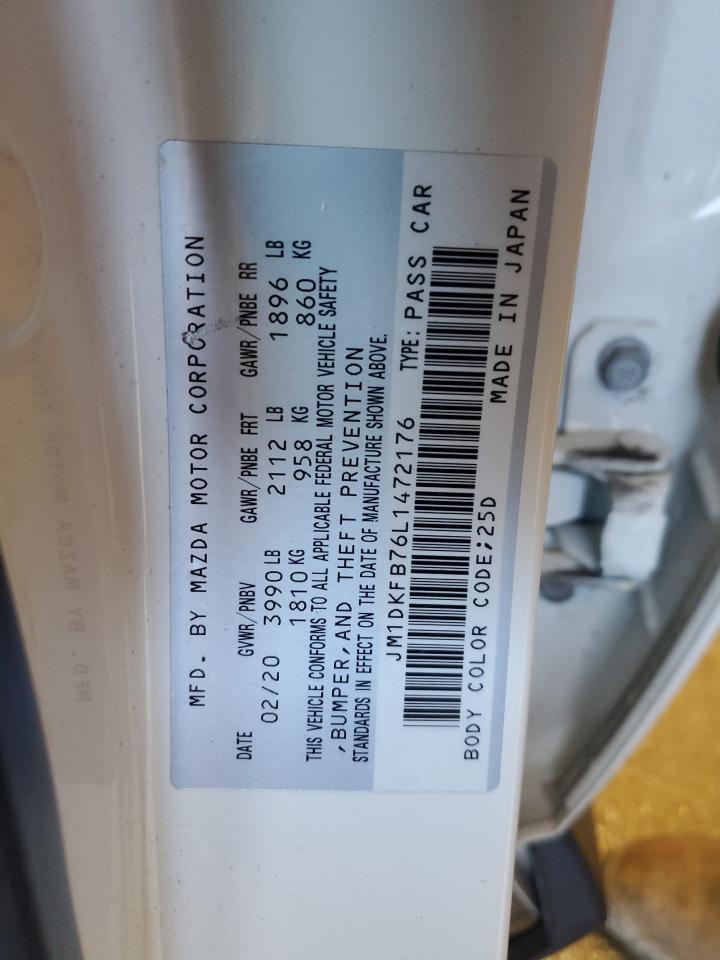 MFD. BY MAZDA MOTOR CORPORATION
DATE GVWR/PNBV GAWR/PNBE FRT GAWR/PNBE RR
02/20 3990 LB 2112 LB 1896 LB
1810 KG 958 KG 860 KG
THIS VEHICLE CONFORMS TO ALL APPLICABLE FEDERAL MOTOR VEHICLE SAFETY
,BUMPER,AND THEFT PREVENTION
STANDARDS IN EFFECT ON THE DATE OF MANUFACTURE SHOWN ABOVE.
JM1DKFB76L1472176 TYPE: PASS CAR
BODY COLOR CODE;25D
MADE IN JAPAN